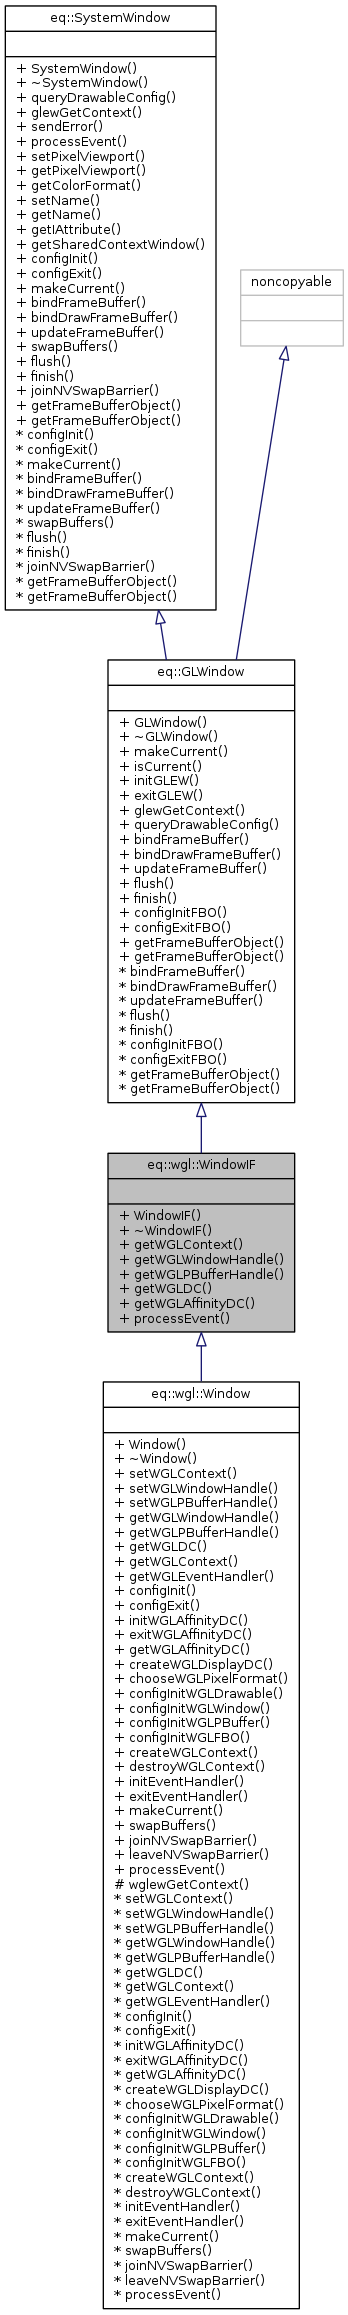 eq::SystemWindow
+ SystemWindow()
+ ~SystemWindow()
+ queryDrawableConfig()
+ glewGetContext()
+ sendError()
+ processEvent()
+ setPixelViewport()
+ getPixelViewport()
+ getColorFormat()
+ setName()
+ getName()
+ getIAttribute()
+ getSharedContextWindow()
+ configInit()
+ configExit()
+ makeCurrent()
+ bindFrameBuffer()
+ bindDrawFrameBuffer()
+ updateFrameBuffer()
+ swapBuffers()
+ flush()
+ finish()
+ joinNVSwapBarrier()
+ getFrameBufferObject()
+ getFrameBufferObject()
* configInit()
* configExit()
* makeCurrent()
* bindFrameBuffer()
* bindDrawFrameBuffer()
* updateFrameBuffer()
* swapBuffers()
* flush()
* finish()
* joinNVSwapBarrier()
* getFrameBufferObject()
* getFrameBufferObject()
noncopyable
eq::GLWindow
+ GLWindow()
+ ~GLWindow()
+ makeCurrent()
+ isCurrent()
+ initGLEW()
+ exitGLEW()
+ glewGetContext()
+ queryDrawableConfig()
+ bindFrameBuffer()
+ bindDrawFrameBuffer()
+ updateFrameBuffer()
+ flush()
+ finish()
+ configInitFBO()
+ configExitFBO()
+ getFrameBufferObject()
+ getFrameBufferObject()
* bindFrameBuffer()
* bindDrawFrameBuffer()
* updateFrameBuffer()
* flush()
* finish()
* configInitFBO()
* configExitFBO()
* getFrameBufferObject()
* getFrameBufferObject()
eq::wgl::WindowIF
+ WindowIF()
+ ~WindowIF()
+ getWGLContext()
+ getWGLWindowHandle()
+ getWGLPBufferHandle()
+ getWGLDC()
+ getWGLAffinityDC()
+ processEvent()
eq::wgl::Window
+ Window()
+ ~Window()
+ setWGLContext()
+ setWGLWindowHandle()
+ setWGLPBufferHandle()
+ getWGLWindowHandle()
+ getWGLPBufferHandle()
+ getWGLDC()
+ getWGLContext()
+ getWGLEventHandler()
+ configInit()
+ configExit()
+ initWGLAffinityDC()
+ exitWGLAffinityDC()
+ getWGLAffinityDC()
+ createWGLDisplayDC()
+ chooseWGLPixelFormat()
+ configInitWGLDrawable()
+ configInitWGLWindow()
+ configInitWGLPBuffer()
+ configInitWGLFBO()
+ createWGLContext()
+ destroyWGLContext()
+ initEventHandler()
+ exitEventHandler()
+ makeCurrent()
+ swapBuffers()
+ joinNVSwapBarrier()
+ leaveNVSwapBarrier()
+ processEvent()
# wglewGetContext()
* setWGLContext()
* setWGLWindowHandle()
* setWGLPBufferHandle()
* getWGLWindowHandle()
* getWGLPBufferHandle()
* getWGLDC()
* getWGLContext()
* getWGLEventHandler()
* configInit()
* configExit()
* initWGLAffinityDC()
* exitWGLAffinityDC()
* getWGLAffinityDC()
* createWGLDisplayDC()
* chooseWGLPixelFormat()
* configInitWGLDrawable()
* configInitWGLWindow()
* configInitWGLPBuffer()
* configInitWGLFBO()
* createWGLContext()
* destroyWGLContext()
* initEventHandler()
* exitEventHandler()
* makeCurrent()
* swapBuffers()
* joinNVSwapBarrier()
* leaveNVSwapBarrier()
* processEvent()